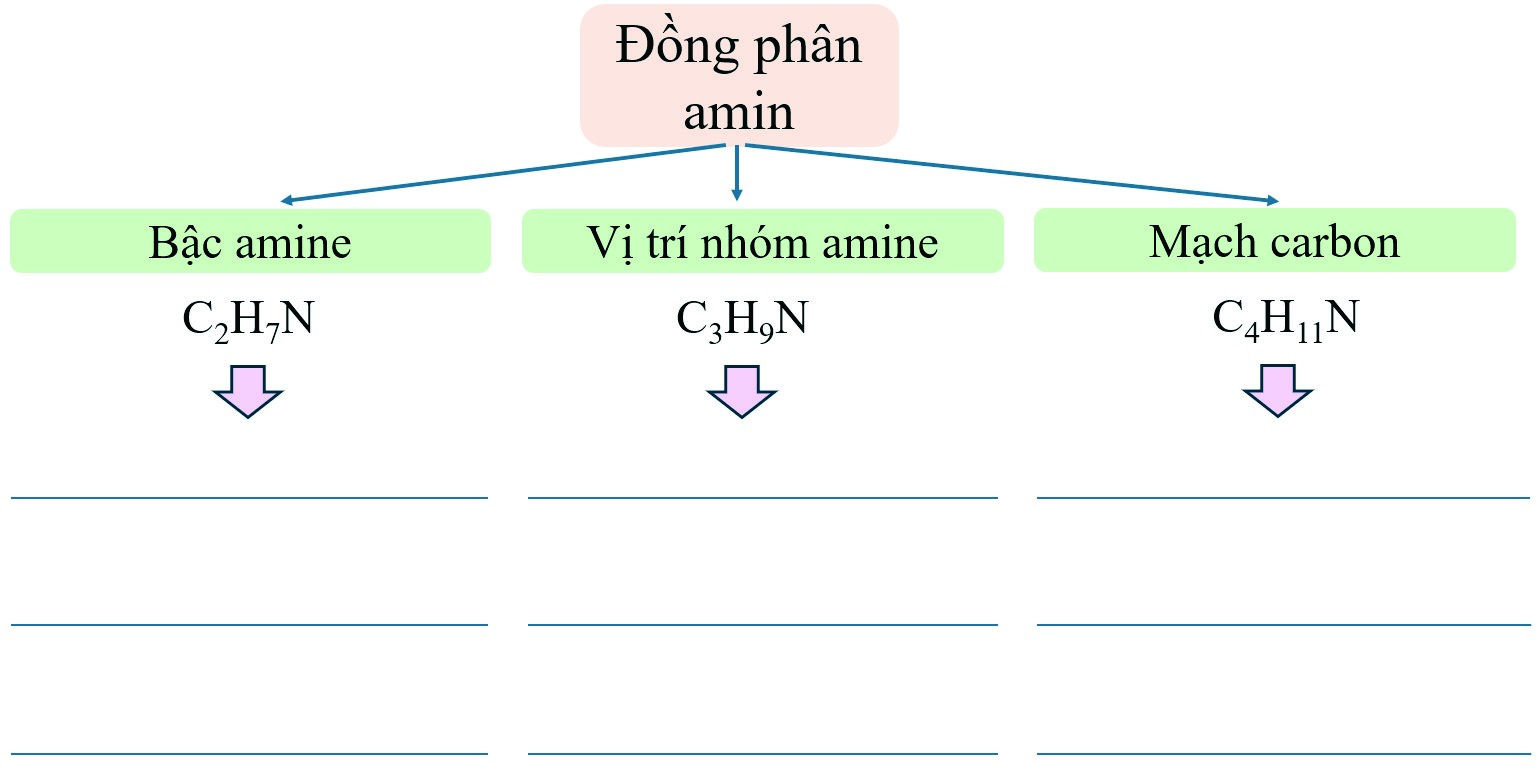 Đồng phân
amin
Bậc amine
Vị trí nhóm amine
Mạch carbon
C₂H₇N
C₃H₉N
C₄H₁₁N